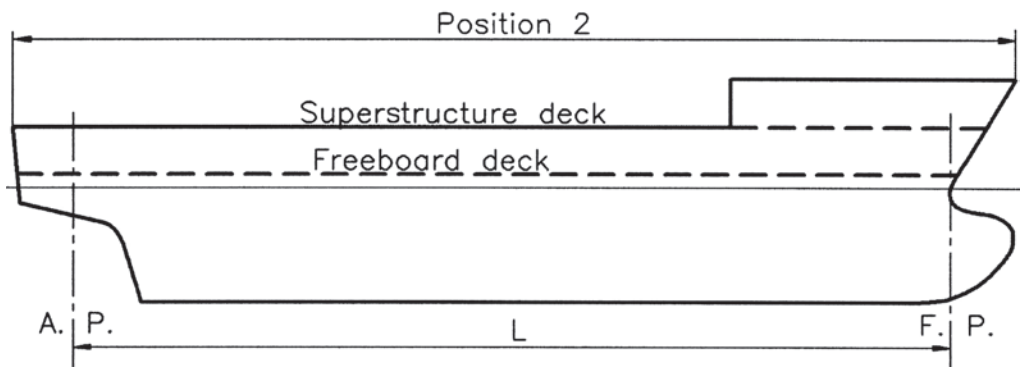 Position 2
Superstructure deck
Freeboard deck
A. P.
L
F. P.